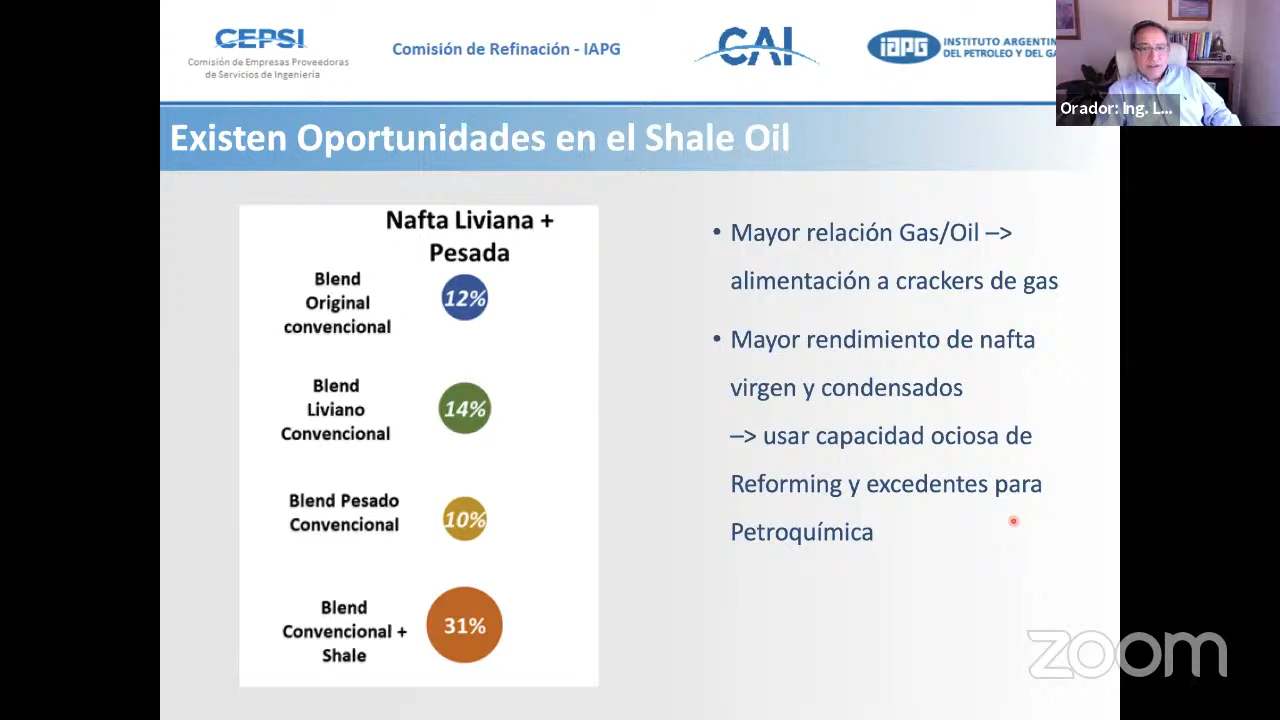 CEPSI
Comisión de Empresas Proveedoras
de Servicios de Ingeniería
Comisión de Refinación - IAPG
CAI
iapg
INSTITUTO ARGENTIN
DEL PETROLEO Y DEL GA
Orador: Ing. L...
Existen Oportunidades en el Shale Oil
Nafta Liviana +
Pesada
Blend
Original
convencional
12%
Blend
Liviano
Convencional
14%
Blend Pesado
Convencional
10%
Blend
Convencional +
Shale
31%
• Mayor relación Gas/Oil –>
alimentación a crackers de gas
• Mayor rendimiento de nafta
virgen y condensados
–> usar capacidad ociosa de
Reforming y excedentes para
Petroquímica
zoom